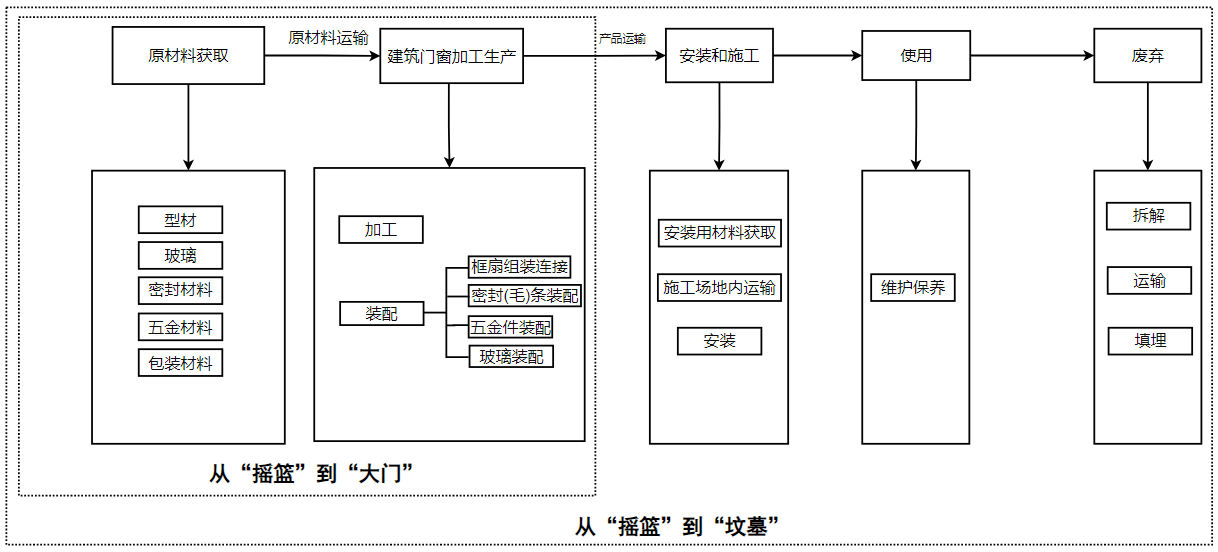 原材料获取
原材料运输
建筑门窗加工生产
产品运输
安装和施工
使用
废弃
型材
玻璃
密封材料
五金材料
包装材料
加工
装配
框扇组装连接
密封(毛)条装配
五金件装配
玻璃装配
安装用材料获取
施工场地内运输
安装
维护保养
拆解
运输
填埋
从“摇篮”到“大门”
从“摇篮”到“坟墓”